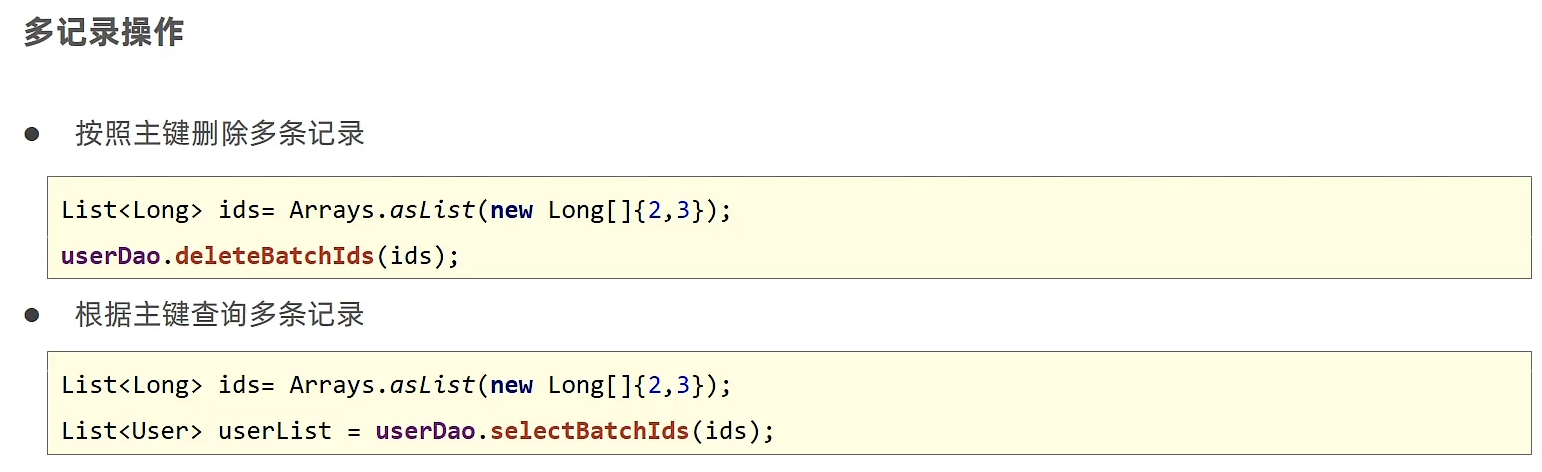 多记录操作
● 按照主键删除多条记录
List<Long> ids= Arrays.asList(new Long[]{2,3});
userDao.deleteBatchIds(ids);
● 根据主键查询多条记录
List<Long> ids= Arrays.asList(new Long[]{2,3});
List<User> userList = userDao.selectBatchIds(ids);